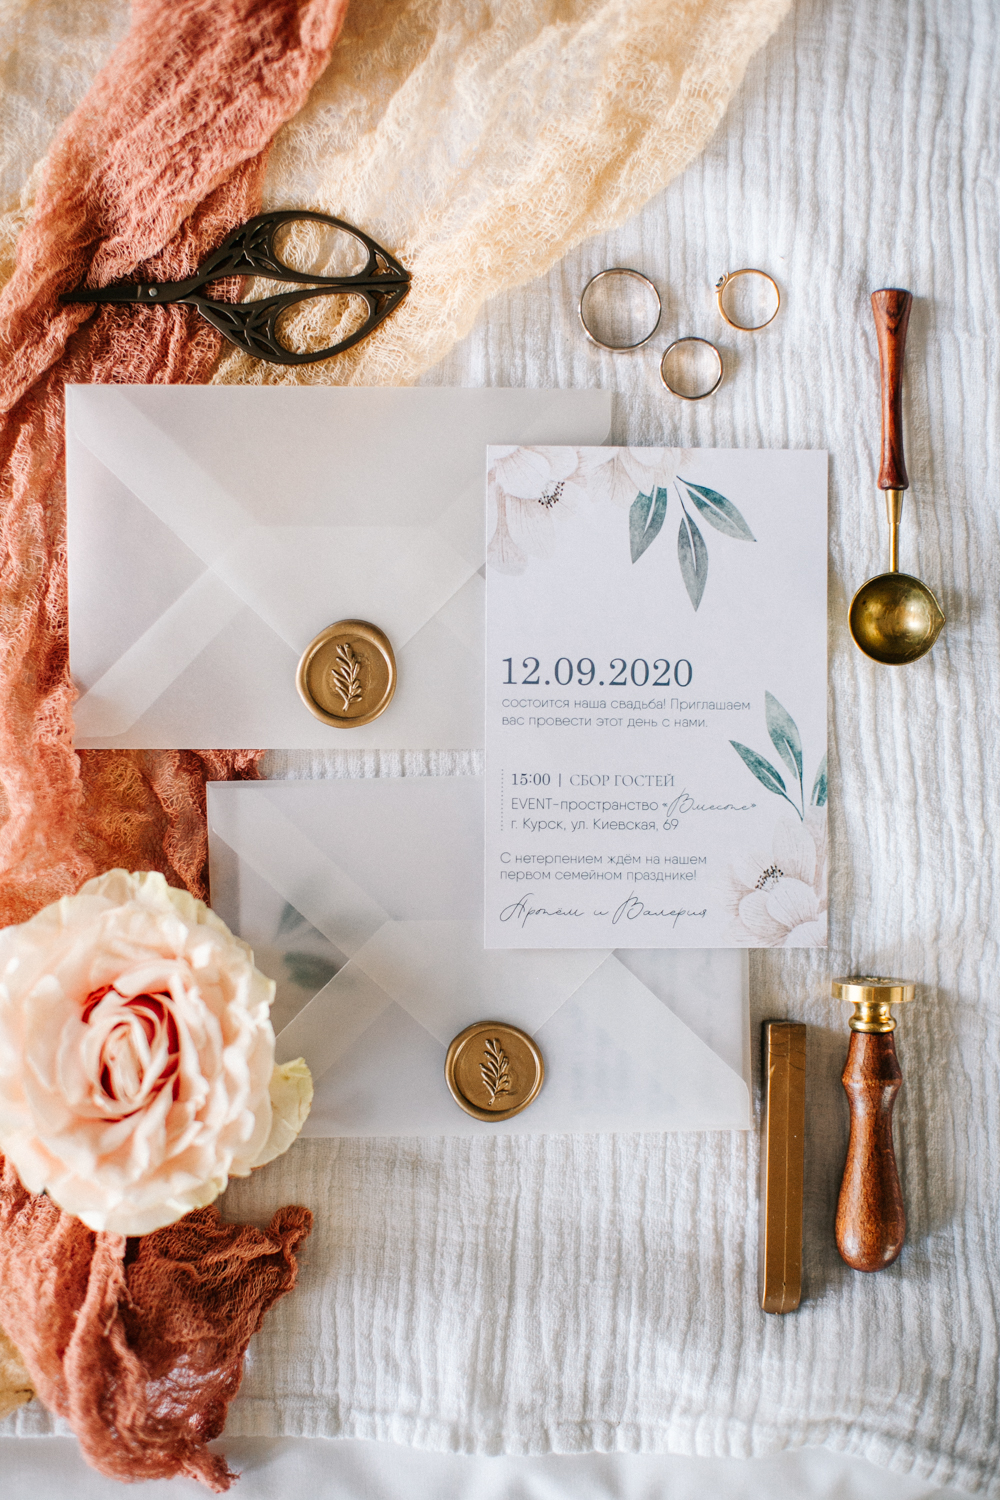 12.09.2020
состоится наша свадьба! Приглашаем
вас провести этот день с нами.
15:00 | СБОР ГОСТЕЙ
EVENT-пространство «Вместе»
г. Курск, ул. Киевская, 69
С нетерпением ждём на нашем
первом семейном празднике!
Артём и Валерия